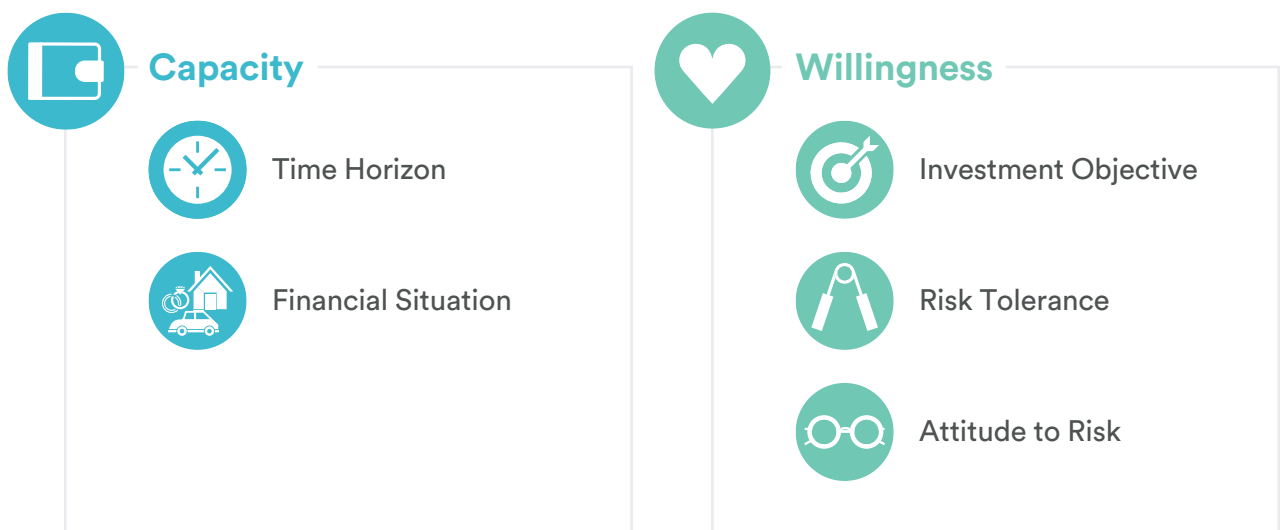 Capacity
Time Horizon
Financial Situation
Willingness
Investment Objective
Risk Tolerance
Attitude to Risk